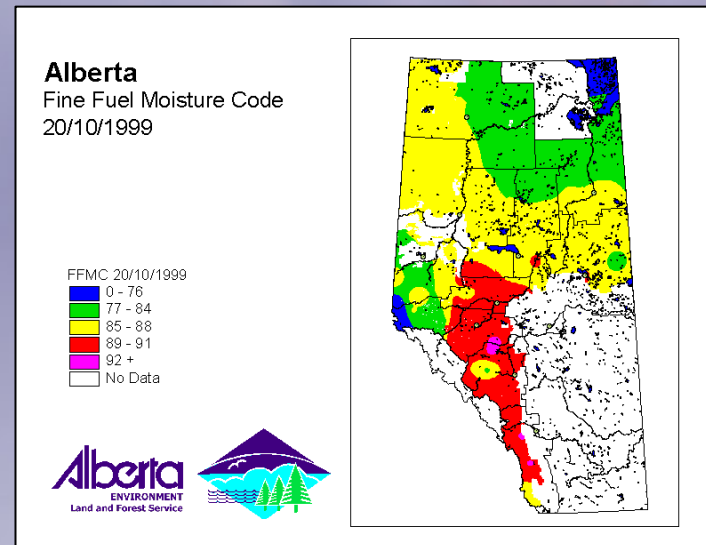 Alberta
Fine Fuel Moisture Code
20/10/1999
FFMC 20/10/1999
0 - 76
77 - 84
85 - 88
89 - 91
92 +
No Data
Alberta
ENVIRONMENT
Land and Forest Service